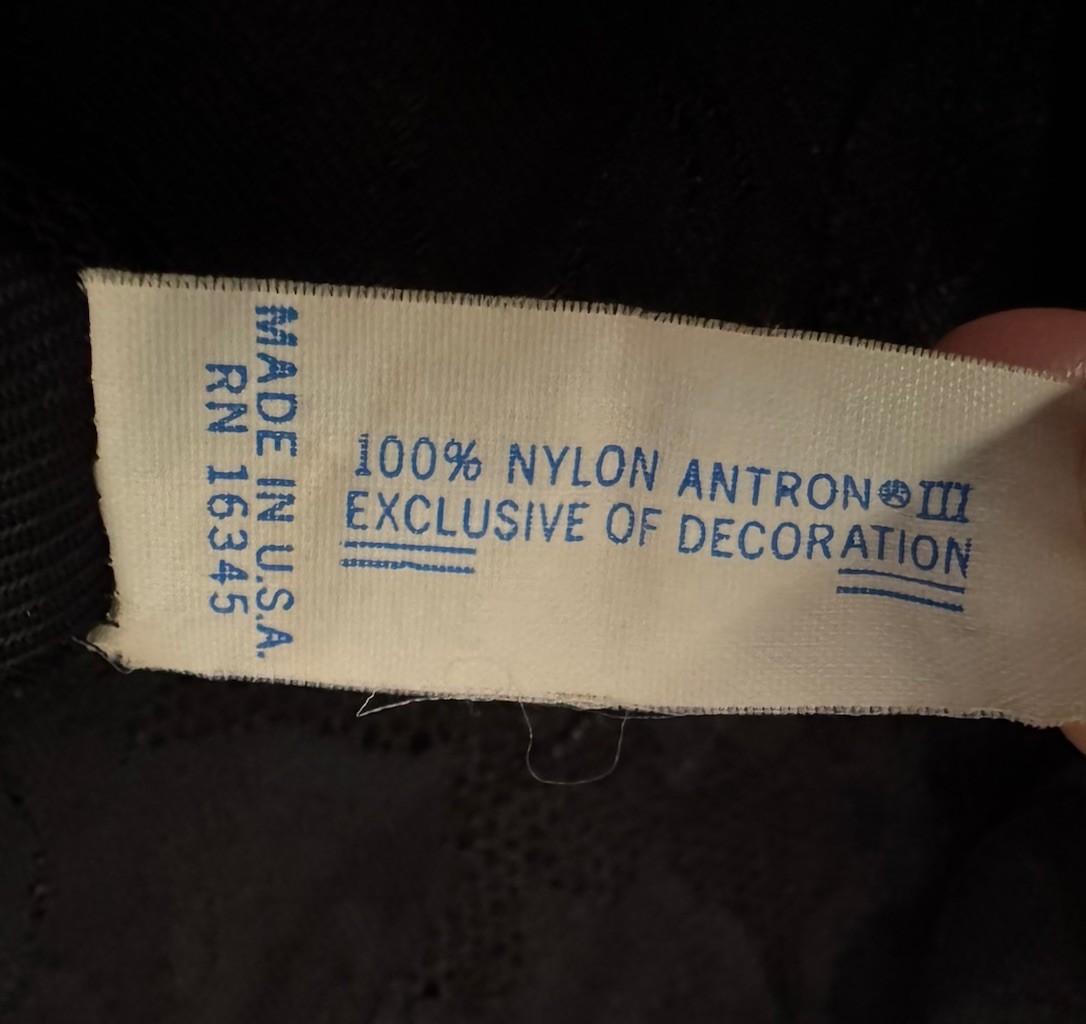 MADE IN U.S.A.
RN 16345
100% NYLON ANTRON® III
EXCLUSIVE OF DECORATION